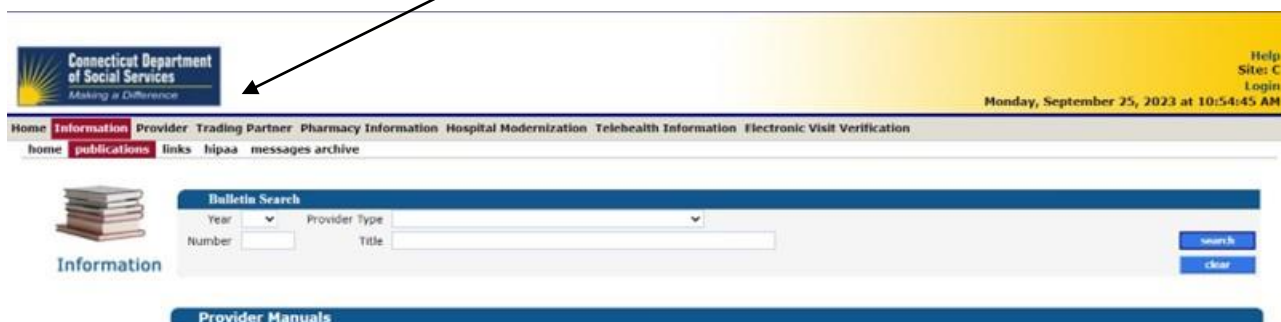 Connecticut Department
of Social Services
Making a Difference
Help
Site: C
Login
Monday, September 25, 2023 at 10:54:45 AM
Home Information Provider Trading Partner Pharmacy Information Hospital Modernization Telehealth Information Electronic Visit Verification
home publications links hipaa messages archive
Bulletin Search
Year Provider Type
Number Title
search
clear
Information
Provider Manuals